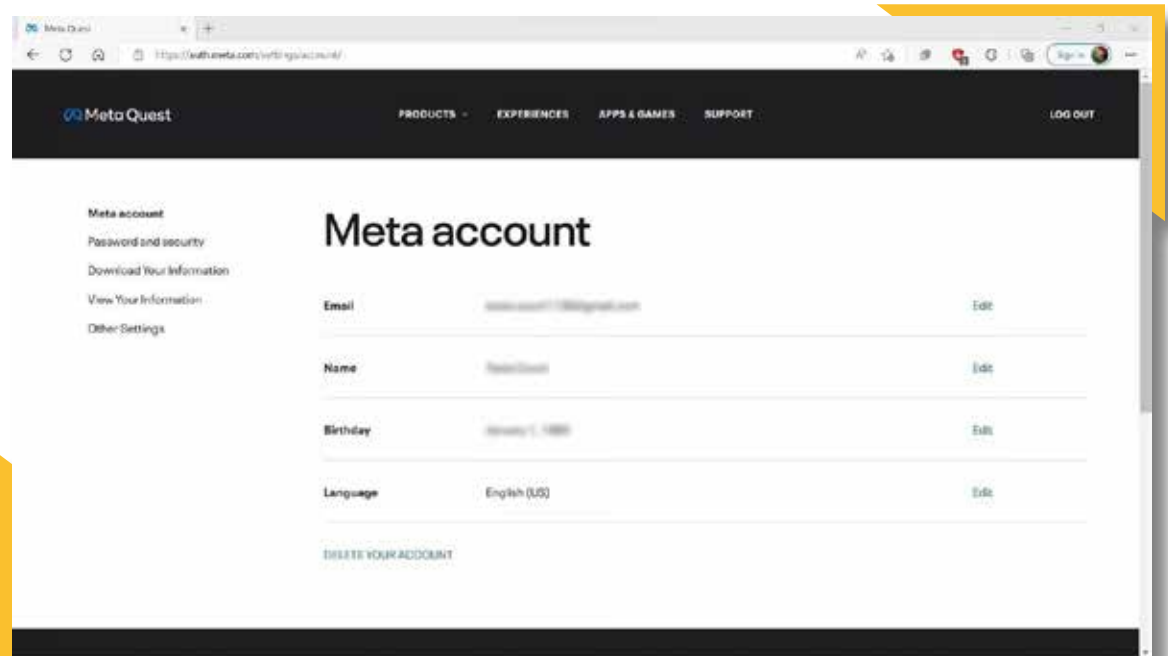 Meta Quest
https://auth.meta.com/settings/account/
Sign in
Meta Quest
PRODUCTS
EXPERIENCES
APPS & GAMES
SUPPORT
LOG OUT
Meta account
Password and security
Download Your Information
View Your Information
Other Settings
Meta account
Email
Edit
Name
Edit
Birthday
Edit
Language English (US) Edit
DELETE YOUR ACCOUNT